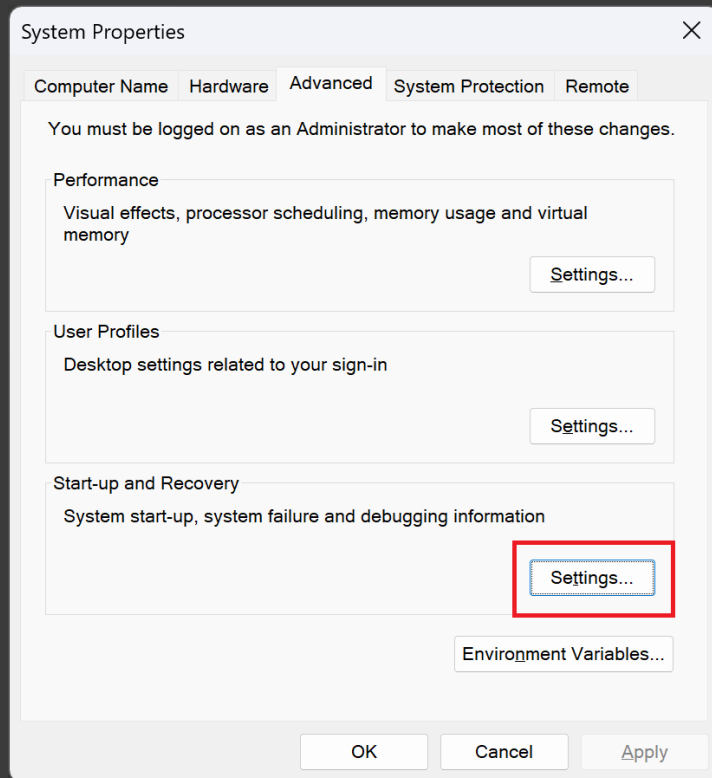 System Properties
Computer Name Hardware Advanced System Protection Remote
You must be logged on as an Administrator to make most of these changes.
Performance
Visual effects, processor scheduling, memory usage and virtual
memory
Settings...
User Profiles
Desktop settings related to your sign-in
Settings...
Start-up and Recovery
System start-up, system failure and debugging information
Settings...
Environment Variables...
OK Cancel Apply